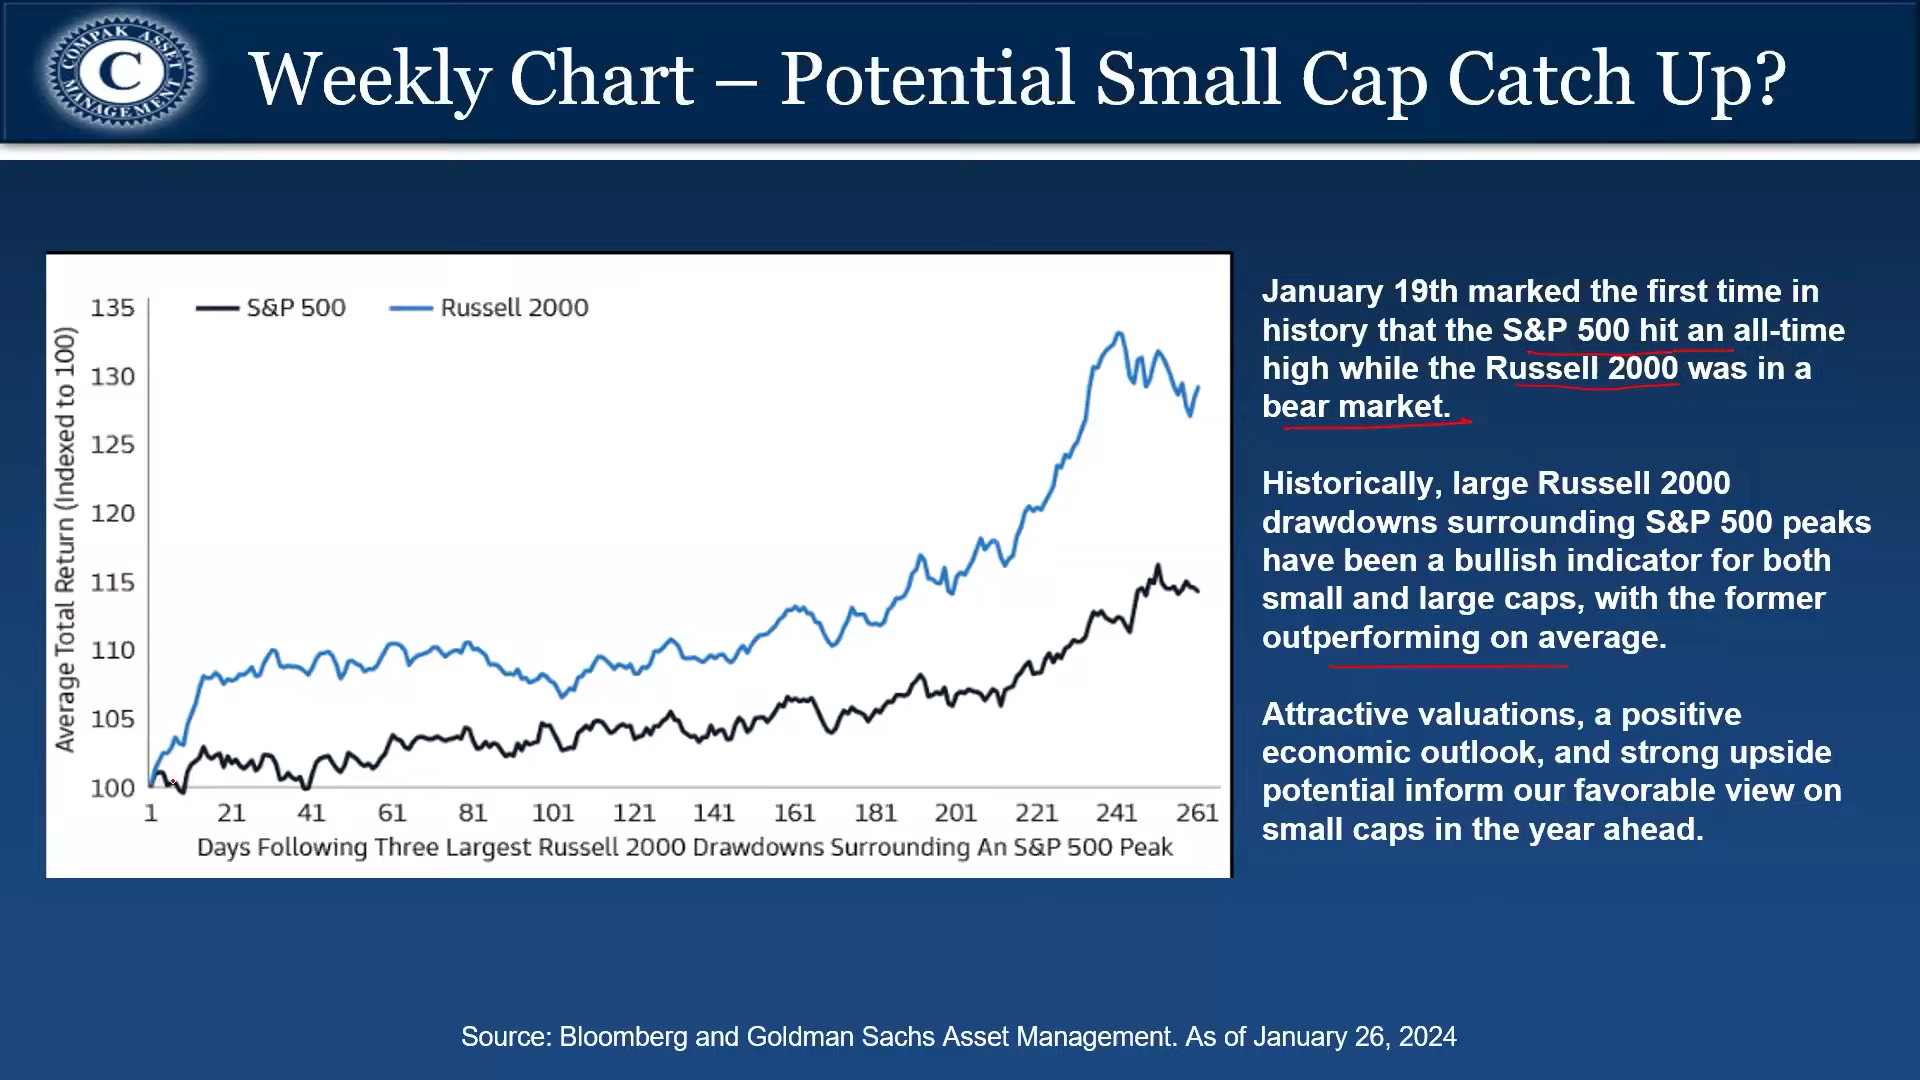 COMPAK ASSET
C
MANAGEMENT
Weekly Chart – Potential Small Cap Catch Up?
S&P 500 Russell 2000
Average Total Return (Indexed to 100)
135
130
125
120
115
110
105
100
1 21 41 61 81 101 121 141 161 181 201 221 241 261
Days Following Three Largest Russell 2000 Drawdowns Surrounding An S&P 500 Peak
January 19th marked the first time in
history that the S&P 500 hit an all-time
high while the Russell 2000 was in a
bear market.
Historically, large Russell 2000
drawdowns surrounding S&P 500 peaks
have been a bullish indicator for both
small and large caps, with the former
outperforming on average.
Attractive valuations, a positive
economic outlook, and strong upside
potential inform our favorable view on
small caps in the year ahead.
Source: Bloomberg and Goldman Sachs Asset Management. As of January 26, 2024